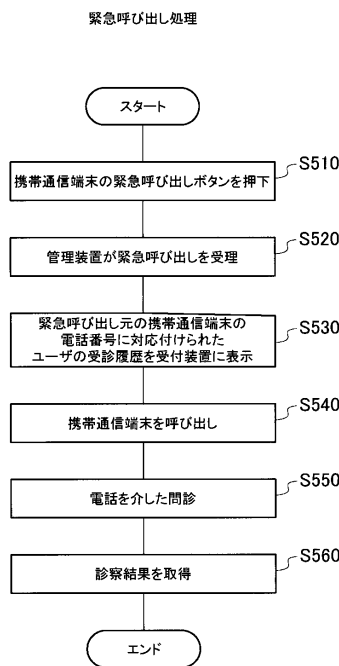 緊急呼び出し処理
スタート
S510
携帯通信端末の緊急呼び出しボタンを押下
S520
管理装置が緊急呼び出しを受理
S530
緊急呼び出し元の携帯通信端末の
電話番号に対応付けられた
ユーザの受診履歴を受付装置に表示
S540
携帯通信端末を呼び出し
S550
電話を介した問診
S560
診察結果を取得
エンド